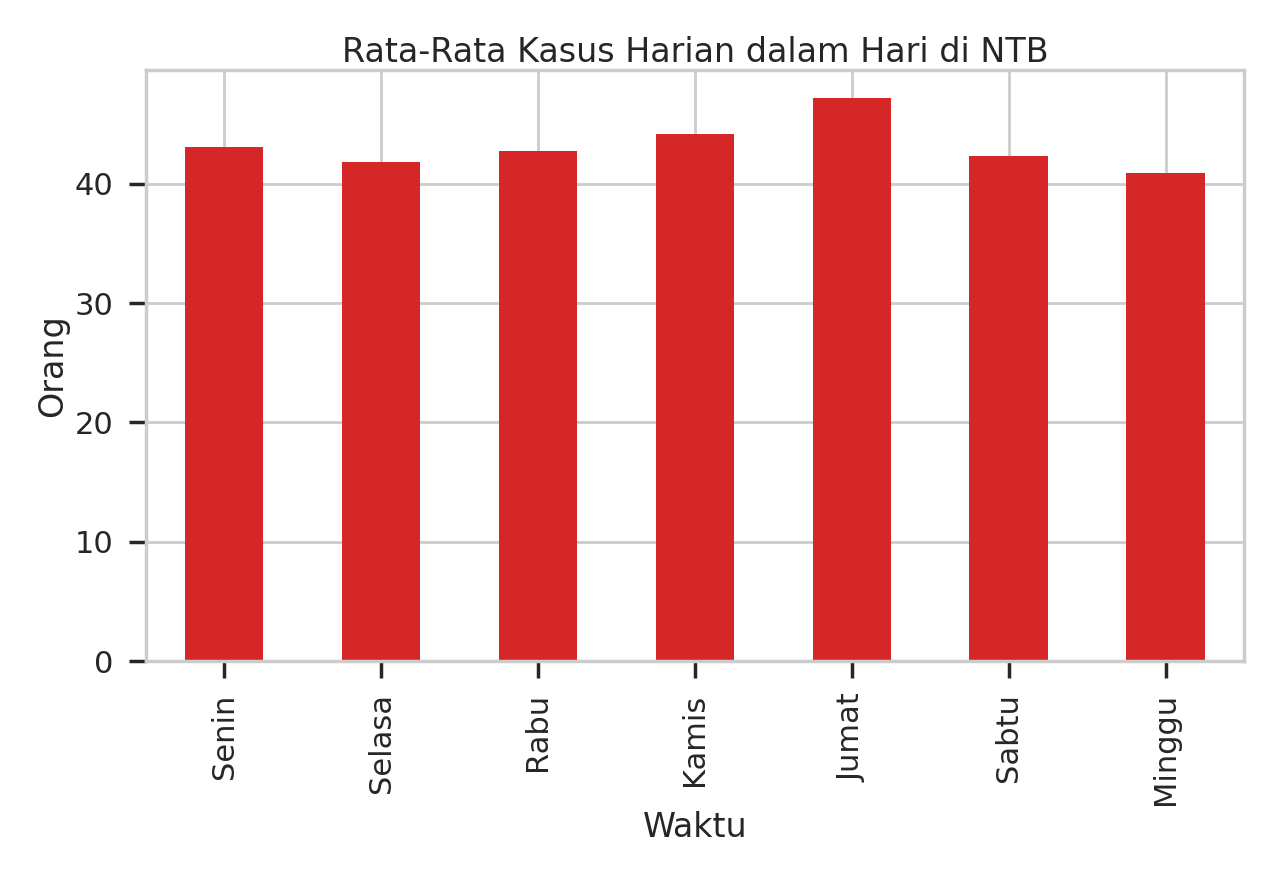 Rata-Rata Kasus Harian dalam Hari di NTB
40
30
20
10
0
Orang
Senin
Selasa
Rabu
Kamis
Jumat
Sabtu
Minggu
Waktu